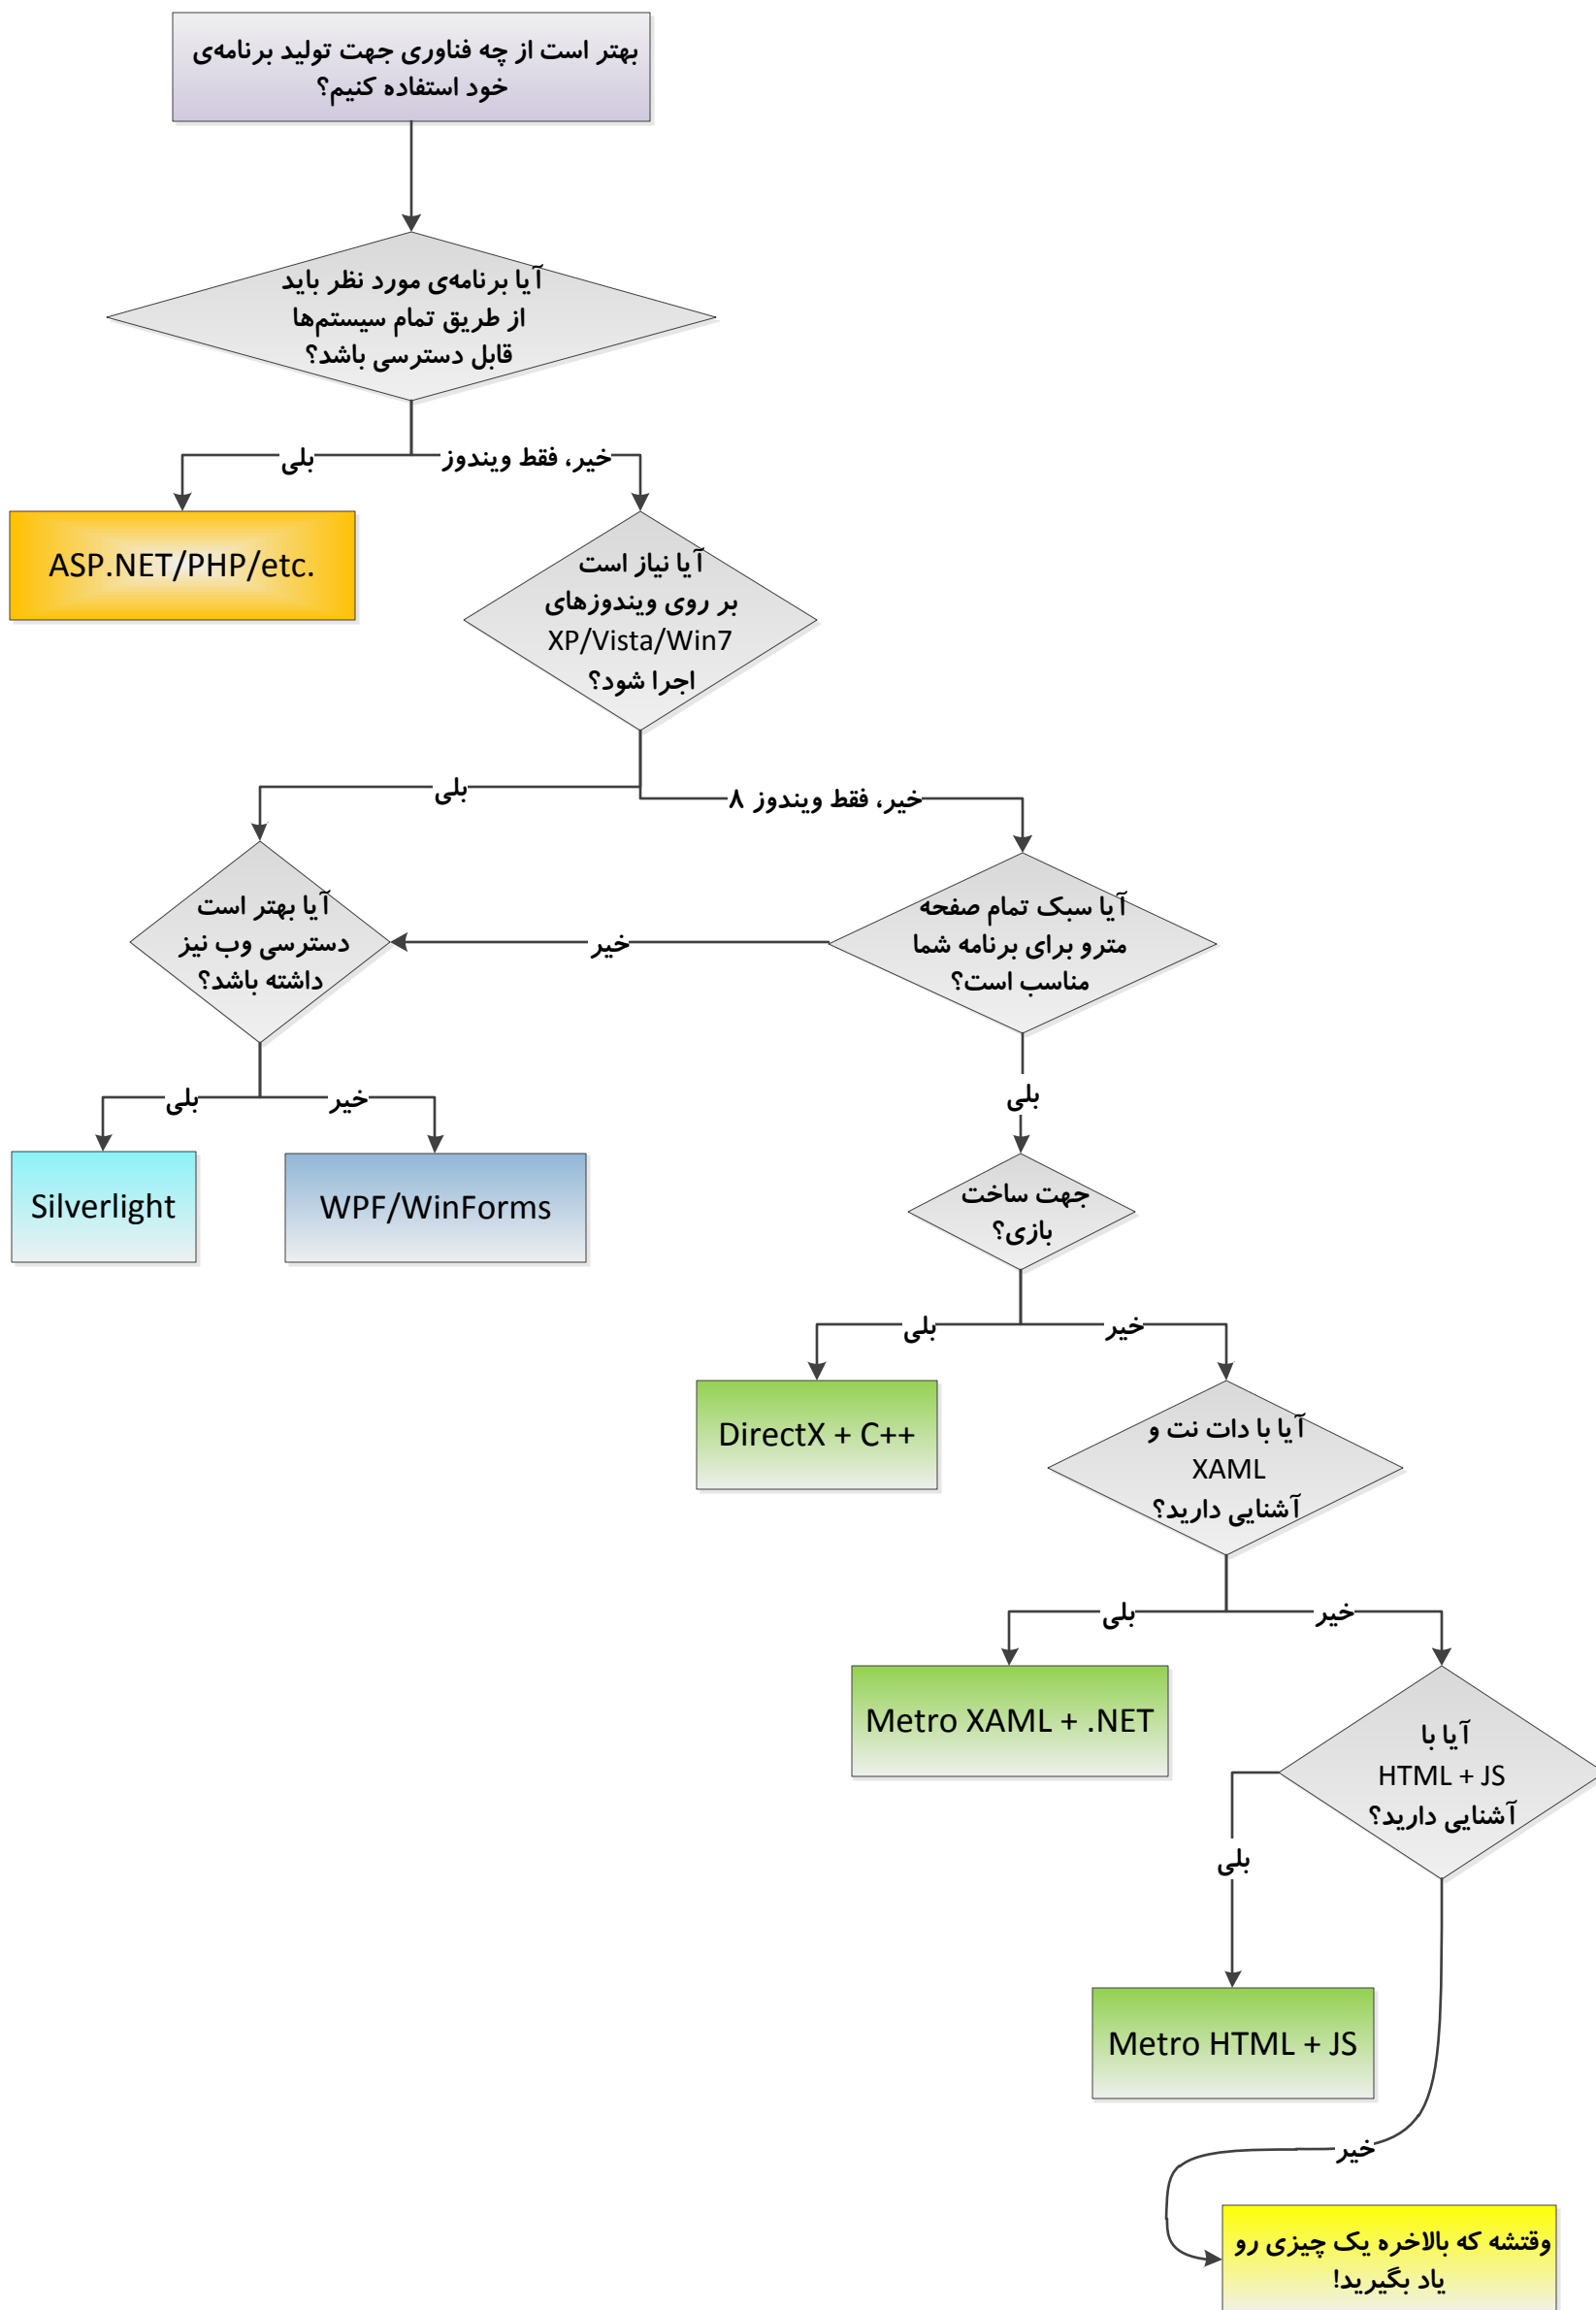 بهتر است از چه فناوری جهت تولید برنامه‌ی
خود استفاده کنیم؟
آیا برنامه‌ی مورد نظر باید
از طریق تمام سیستم‌ها
قابل دسترسی باشد؟
بلی
خیر، فقط ویندوز
ASP.NET/PHP/etc.
آیا نیاز است
بر روی ویندوزهای
XP/Vista/Win7
اجرا شود؟
بلی
خیر، فقط ویندوز ۸
آیا بهتر است
دسترسی وب نیز
داشته باشد؟
خیر
آیا سبک تمام صفحه
مترو برای برنامه شما
مناسب است؟
بلی
خیر
بلی
Silverlight
WPF/WinForms
جهت ساخت
بازی؟
بلی
خیر
DirectX + C++
آیا با دات نت و
XAML
آشنایی دارید؟
بلی
خیر
Metro XAML + .NET
آیا با
HTML + JS
آشنایی دارید؟
بلی
Metro HTML + JS
خیر
وقتشه که بالاخره یک چیزی رو
یاد بگیرید!